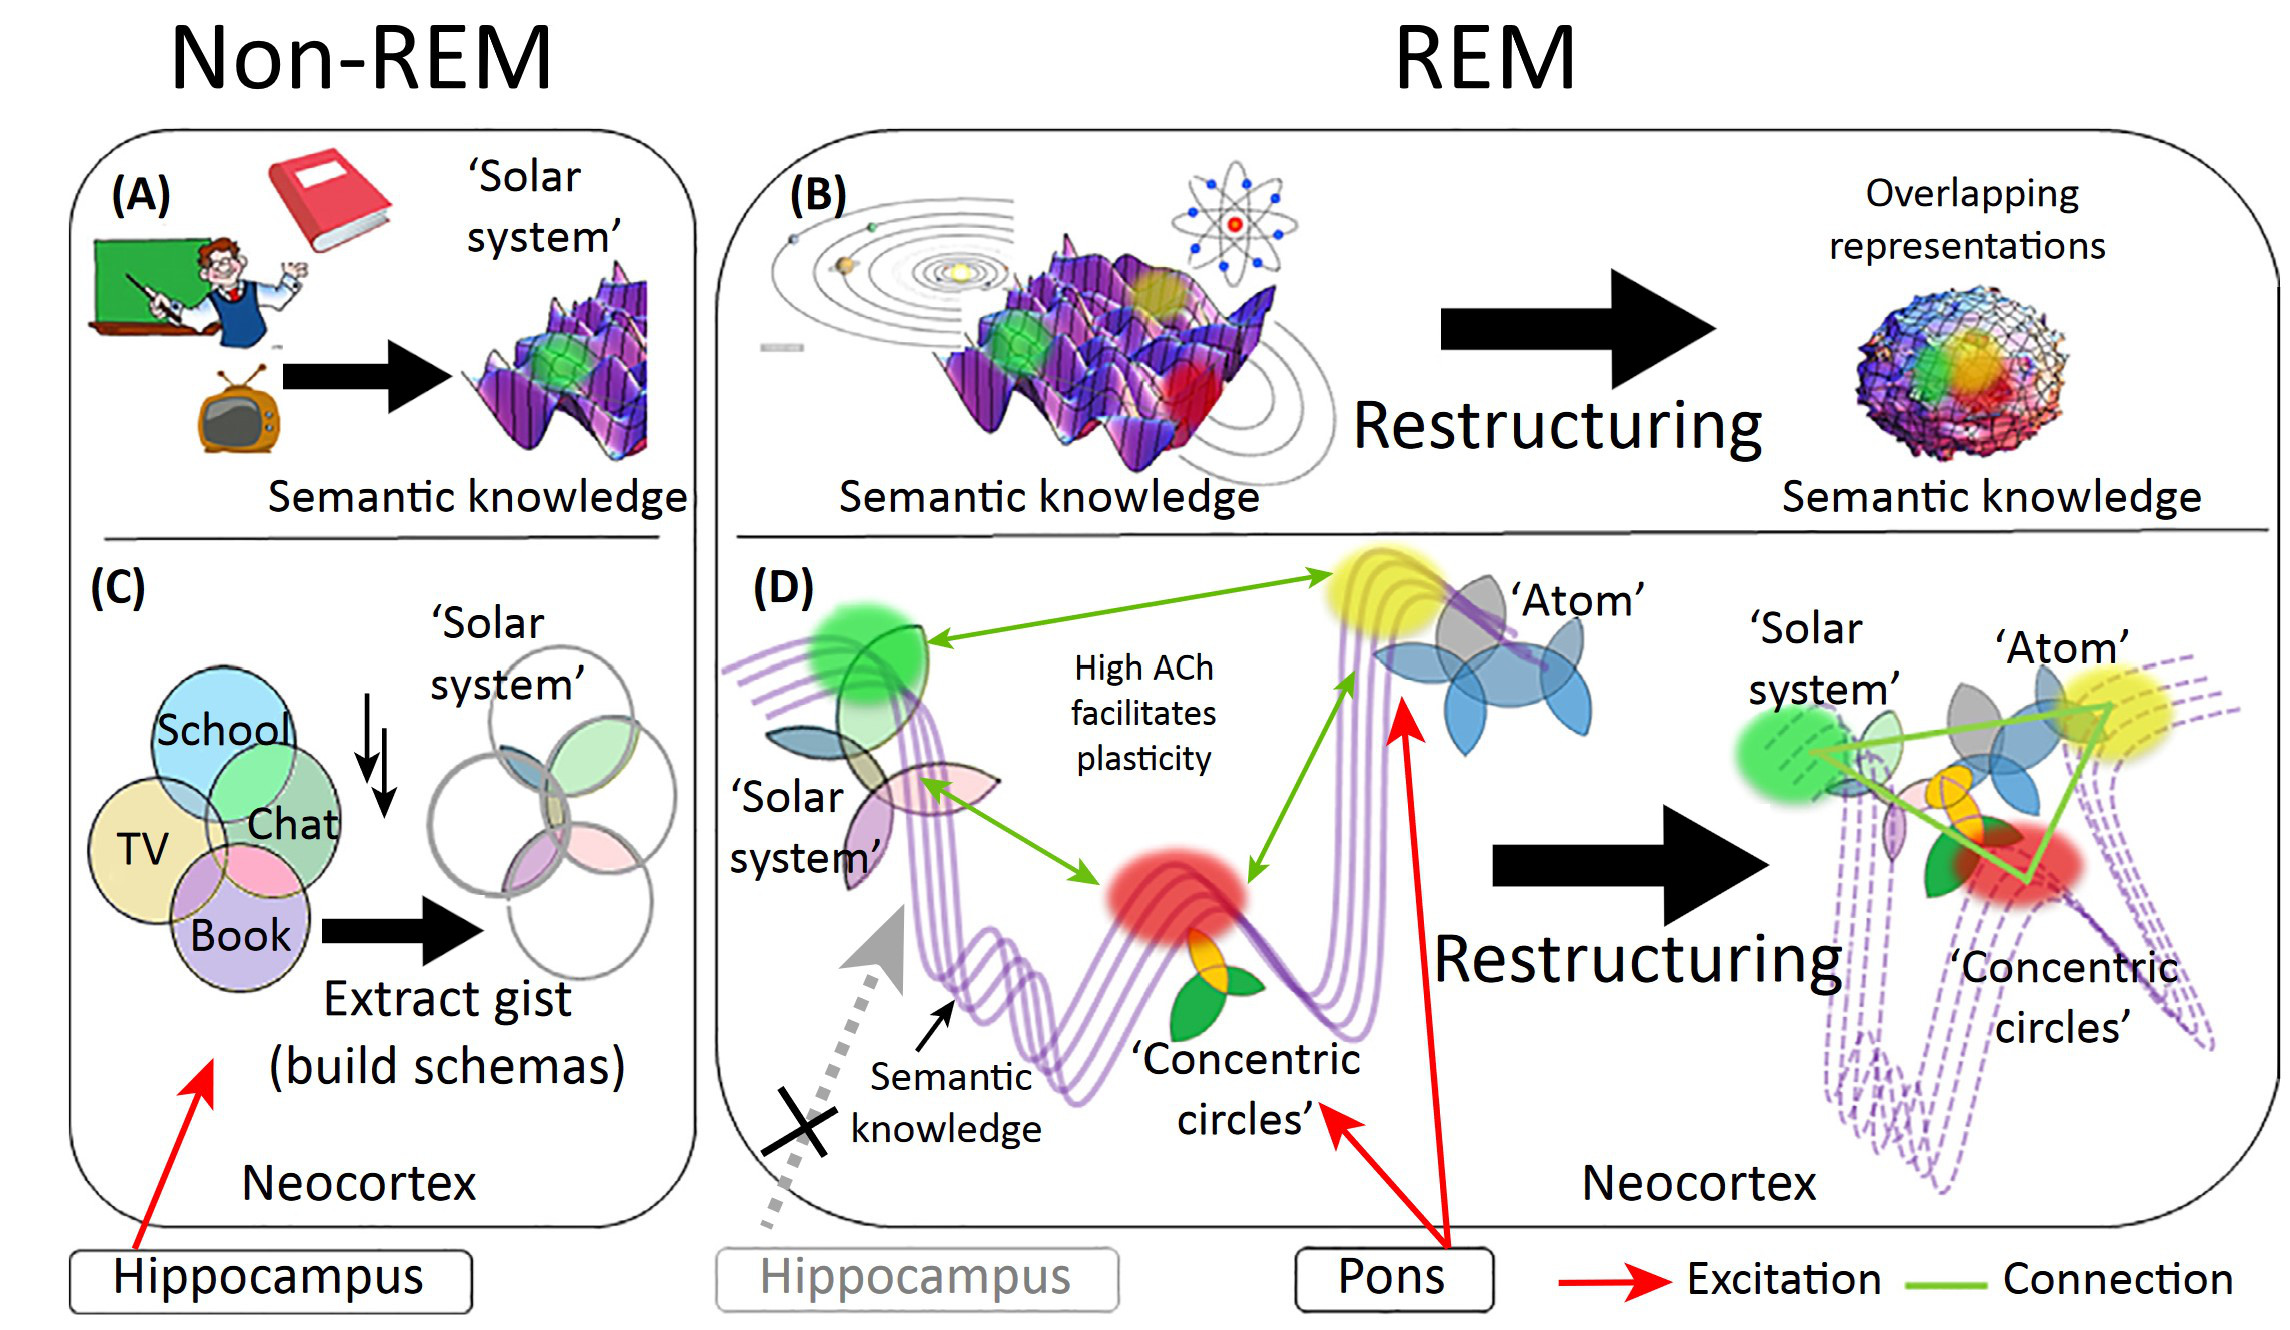 Non-REM
REM
(A)
‘Solar
system’
Semantic knowledge
(B)
Semantic knowledge
Restructuring
Overlapping
representations
Semantic knowledge
(C)
‘Solar
system’
School
Chat
TV
Book
Extract gist
(build schemas)
Neocortex
Hippocampus
(D)
High ACh
facilitates
plasticity
‘Atom’
‘Solar
system’
Semantic
knowledge
‘Concentric
circles’
Restructuring
‘Solar
system’
‘Atom’
‘Concentric
circles’
Neocortex
Hippocampus
Pons
Excitation
Connection